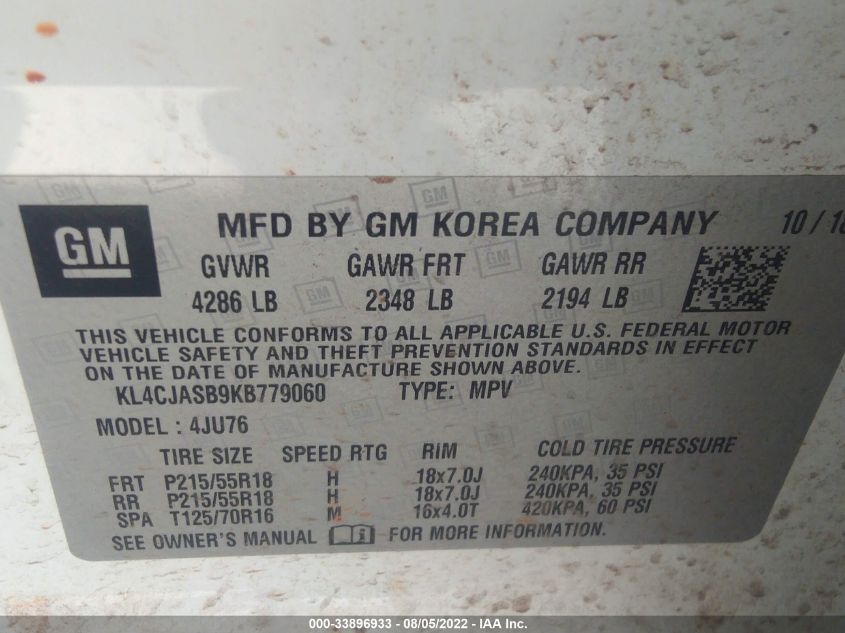 GM
MFD BY GM KOREA COMPANY 10/18
GVWR GAWR FRT GAWR RR
4286 LB 2348 LB 2194 LB
THIS VEHICLE CONFORMS TO ALL APPLICABLE U.S. FEDERAL MOTOR
VEHICLE SAFETY AND THEFT PREVENTION STANDARDS IN EFFECT
ON THE DATE OF MANUFACTURE SHOWN ABOVE.
KL4CJASB9KB779060 TYPE: MPV
MODEL : 4JU76
TIRE SIZE SPEED RTG RIM COLD TIRE PRESSURE
FRT P215/55R18 H 18x7.0J 240KPA, 35 PSI
RR P215/55R18 H 18x7.0J 240KPA, 35 PSI
SPA T125/70R16 M 16x4.0T 420KPA, 60 PSI
SEE OWNER'S MANUAL i FOR MORE INFORMATION.
000-33896933 - 08/05/2022 - IAA Inc.